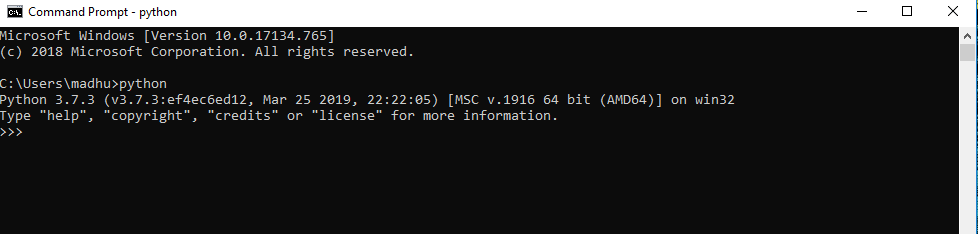 Command Prompt - python
Microsoft Windows [Version 10.0.17134.765]
(c) 2018 Microsoft Corporation. All rights reserved.
C:\Users\madhu>python
Python 3.7.3 (v3.7.3:ef4ec6ed12, Mar 25 2019, 22:22:05) [MSC v.1916 64 bit (AMD64)] on win32
Type "help", "copyright", "credits" or "license" for more information.
>>>